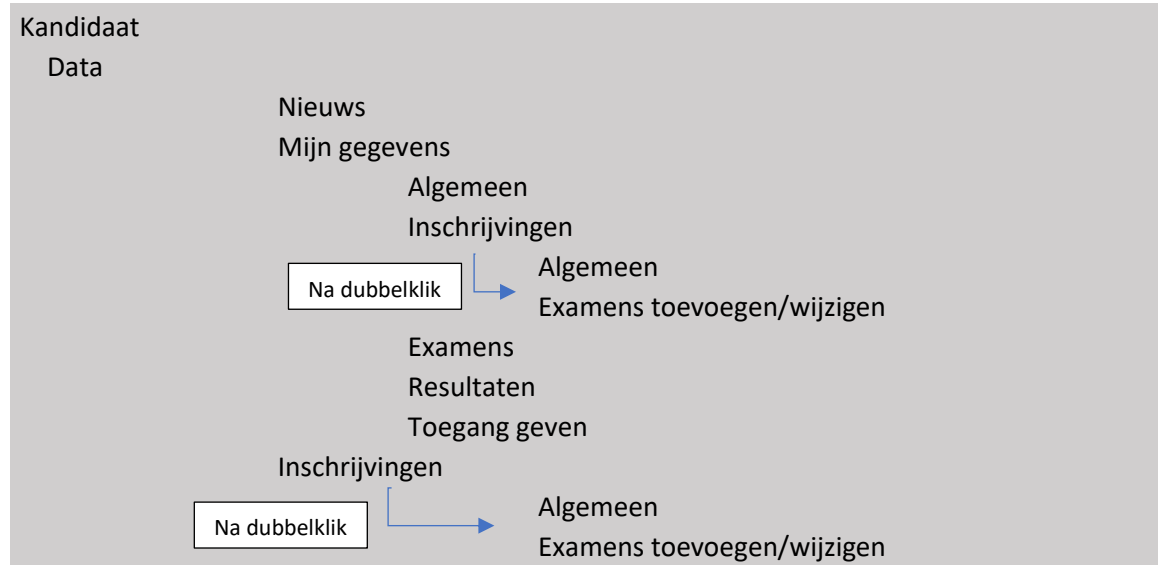 Kandidaat
Data
Nieuws
Mijn gegevens
Algemeen
Inschrijvingen
Na dubbelklik
Algemeen
Examens toevoegen/wijzigen
Examens
Resultaten
Toegang geven
Inschrijvingen
Na dubbelklik
Algemeen
Examens toevoegen/wijzigen